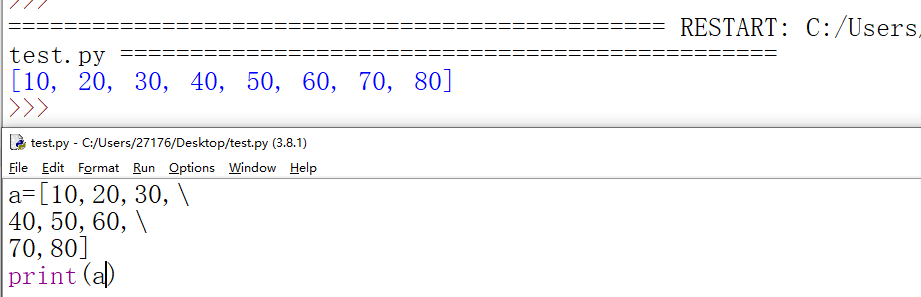 >>>
=============================================== RESTART: C:/Users/
test.py ===============================================
[10, 20, 30, 40, 50, 60, 70, 80]
>>>
test.py - C:/Users/27176/Desktop/test.py (3.8.1)
File Edit Format Run Options Window Help
a=[10,20,30,\
40,50,60,\
70,80]
print(a)